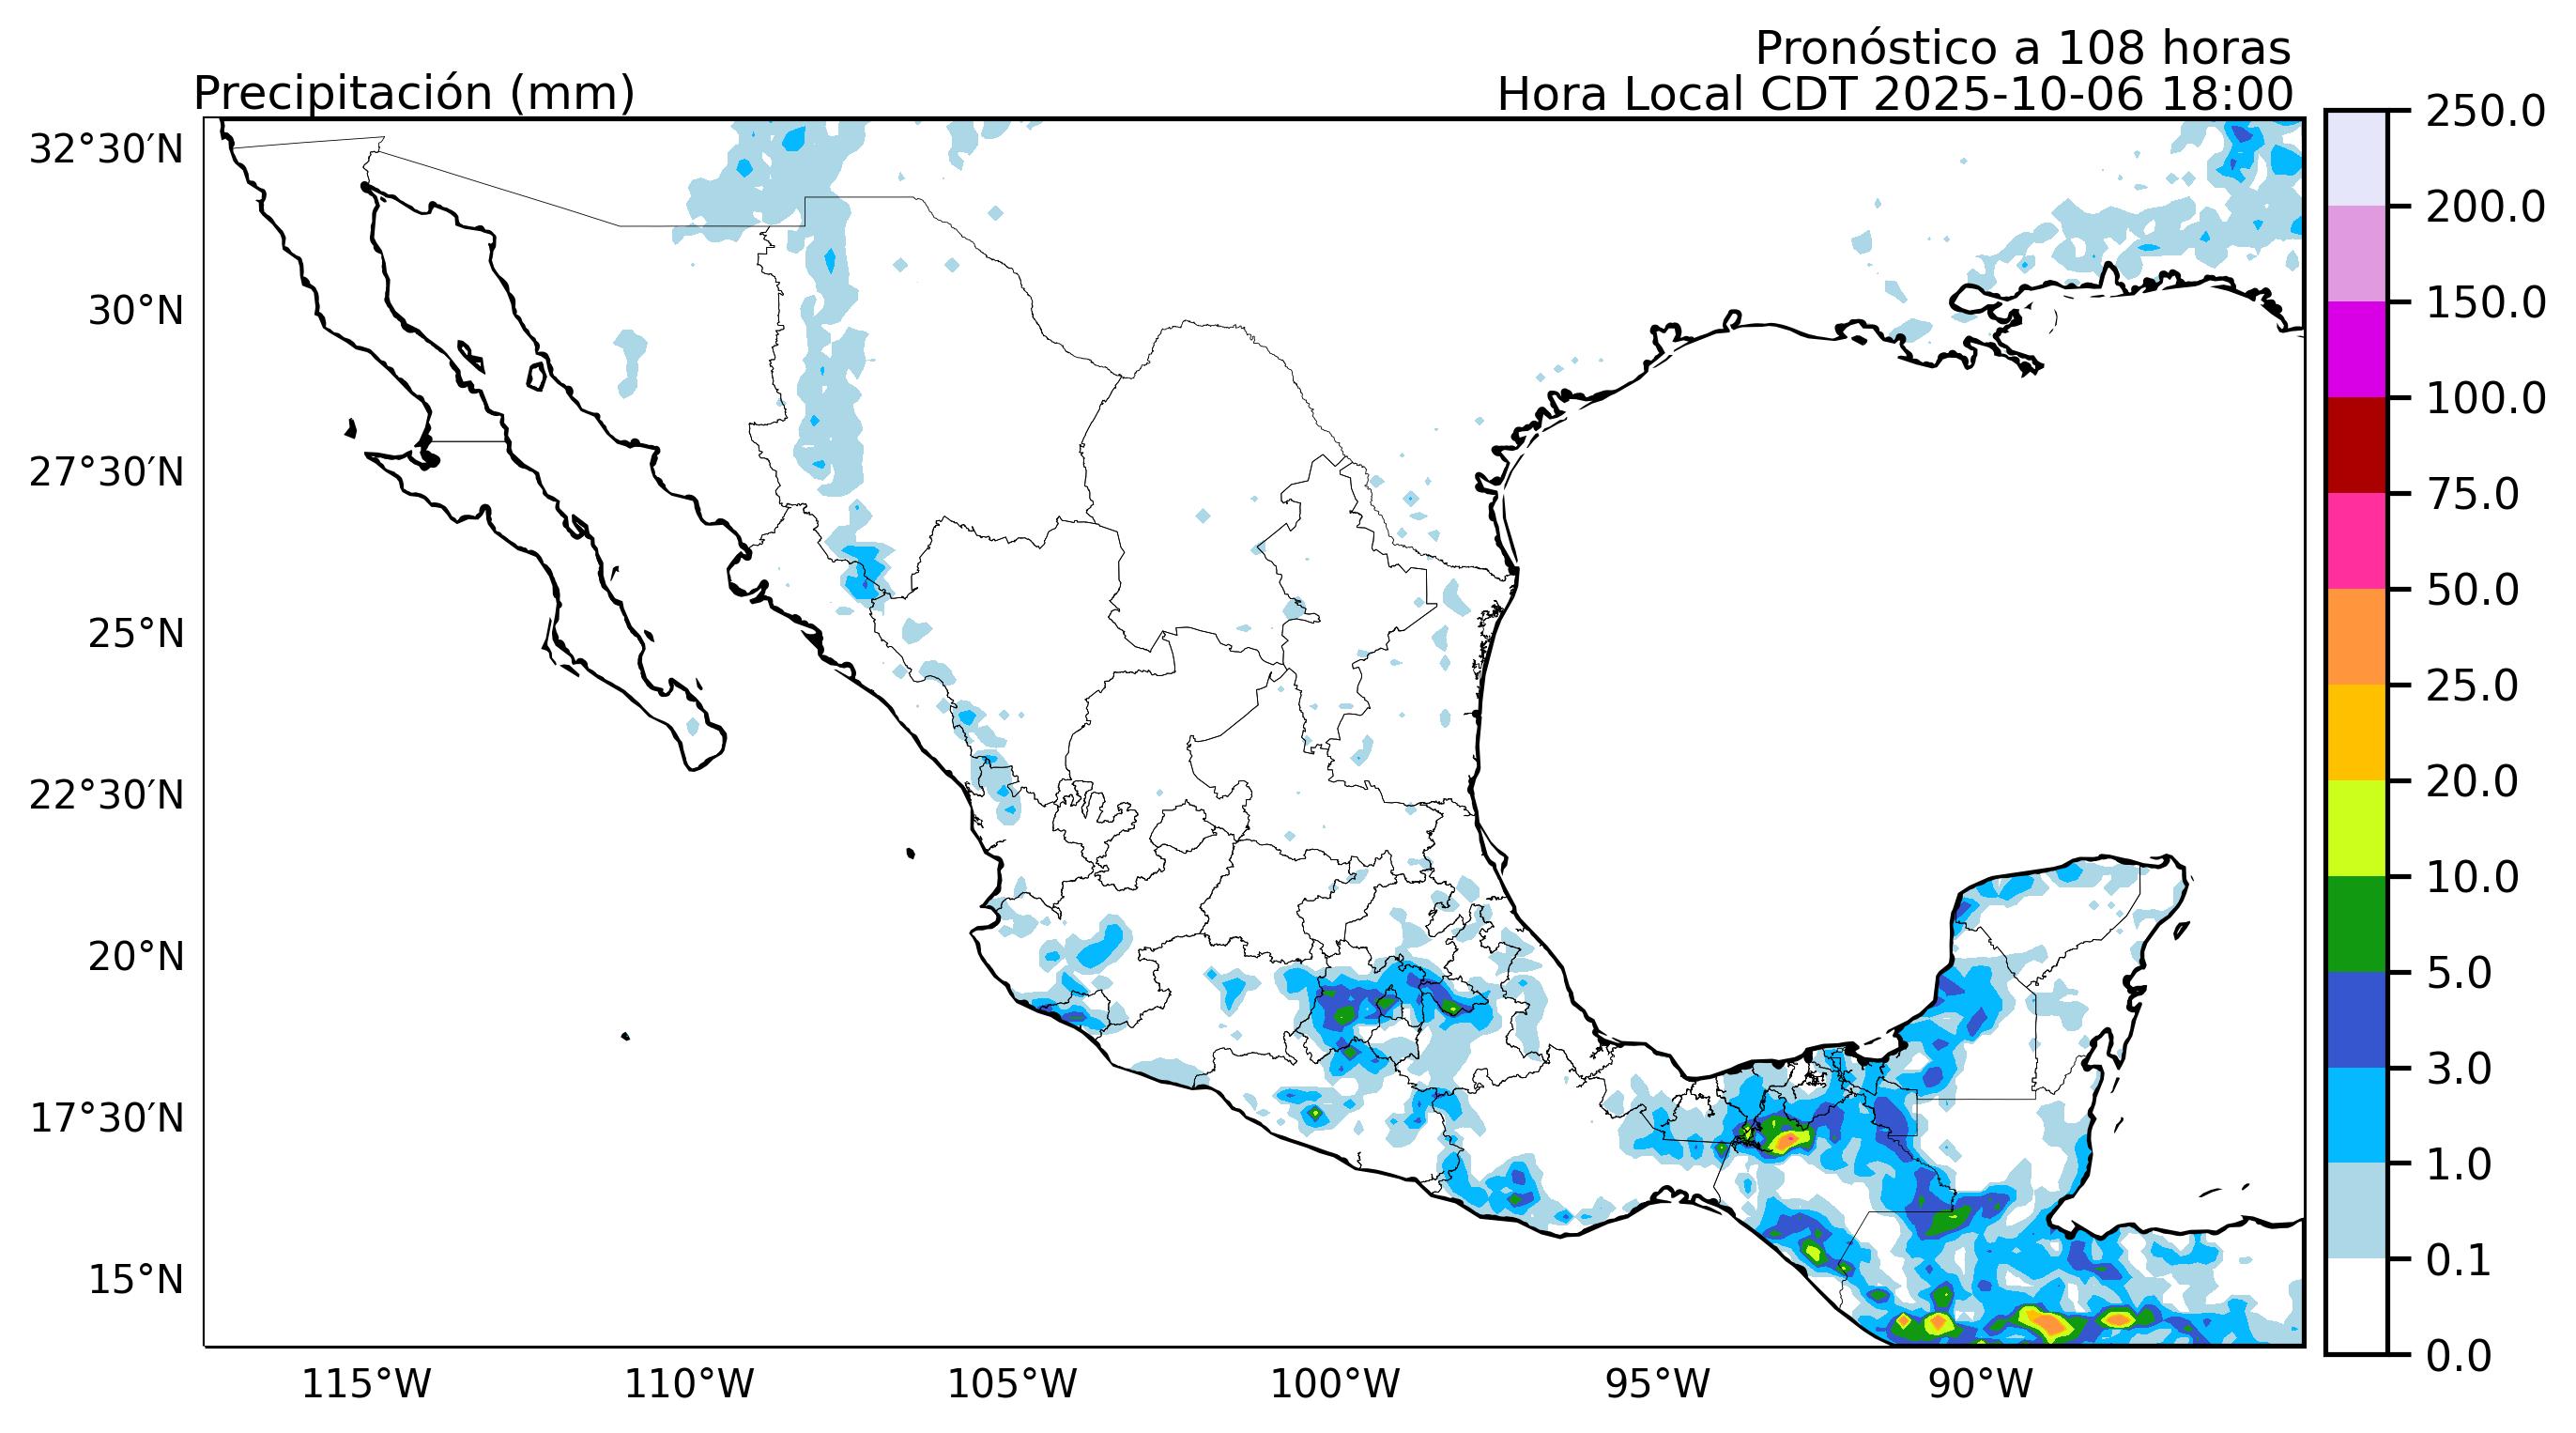 Pronóstico a 108 horas
Precipitación (mm)
Hora Local CDT 2025-10-06 18:00
32°30′N
30°N
27°30′N
25°N
22°30′N
20°N
17°30′N
15°N
115°W
110°W
105°W
100°W
95°W
90°W
250.0
200.0
150.0
100.0
75.0
50.0
25.0
20.0
10.0
5.0
3.0
1.0
0.1
0.0